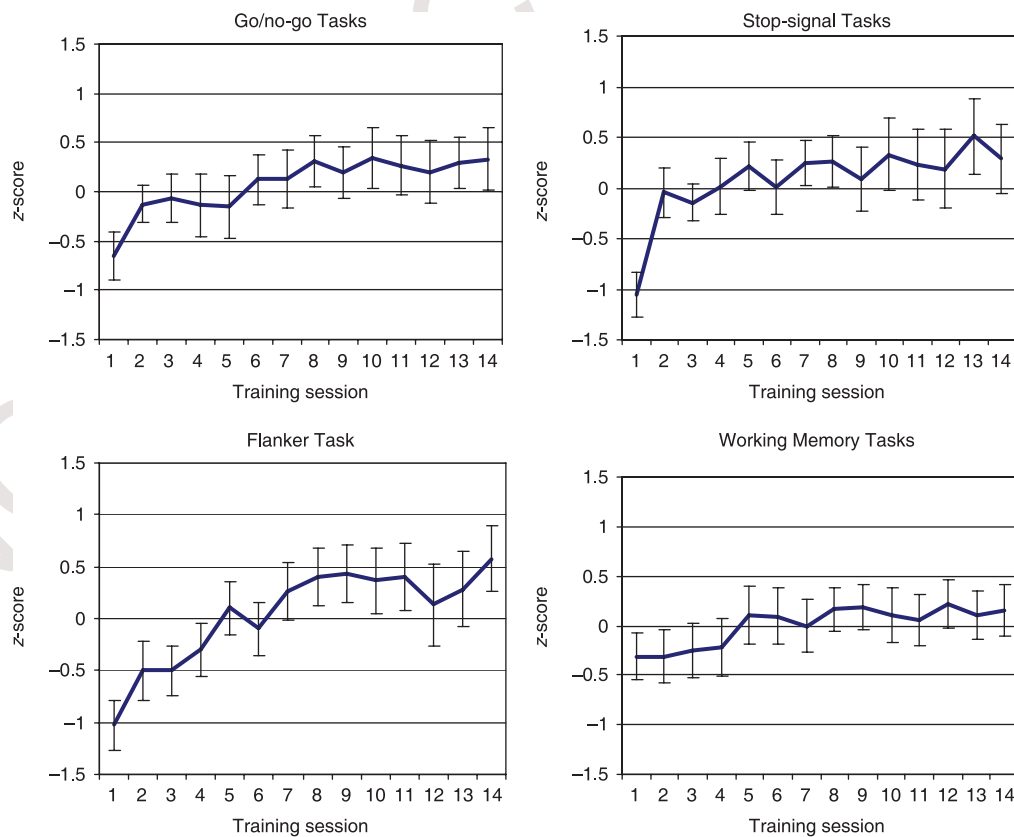 Go/no-go Tasks
1.5
1
0.5
0
–0.5
–1
–1.5
z-score
1 2 3 4 5 6 7 8 9 10 11 12 13 14
Training session
Stop-signal Tasks
1.5
1
0.5
0
–0.5
–1
–1.5
z-score
1 2 3 4 5 6 7 8 9 10 11 12 13 14
Training session
Flanker Task
1.5
1
0.5
0
–0.5
–1
–1.5
z-score
1 2 3 4 5 6 7 8 9 10 11 12 13 14
Training session
Working Memory Tasks
1.5
1
0.5
0
–0.5
–1
–1.5
z-score
1 2 3 4 5 6 7 8 9 10 11 12 13 14
Training session